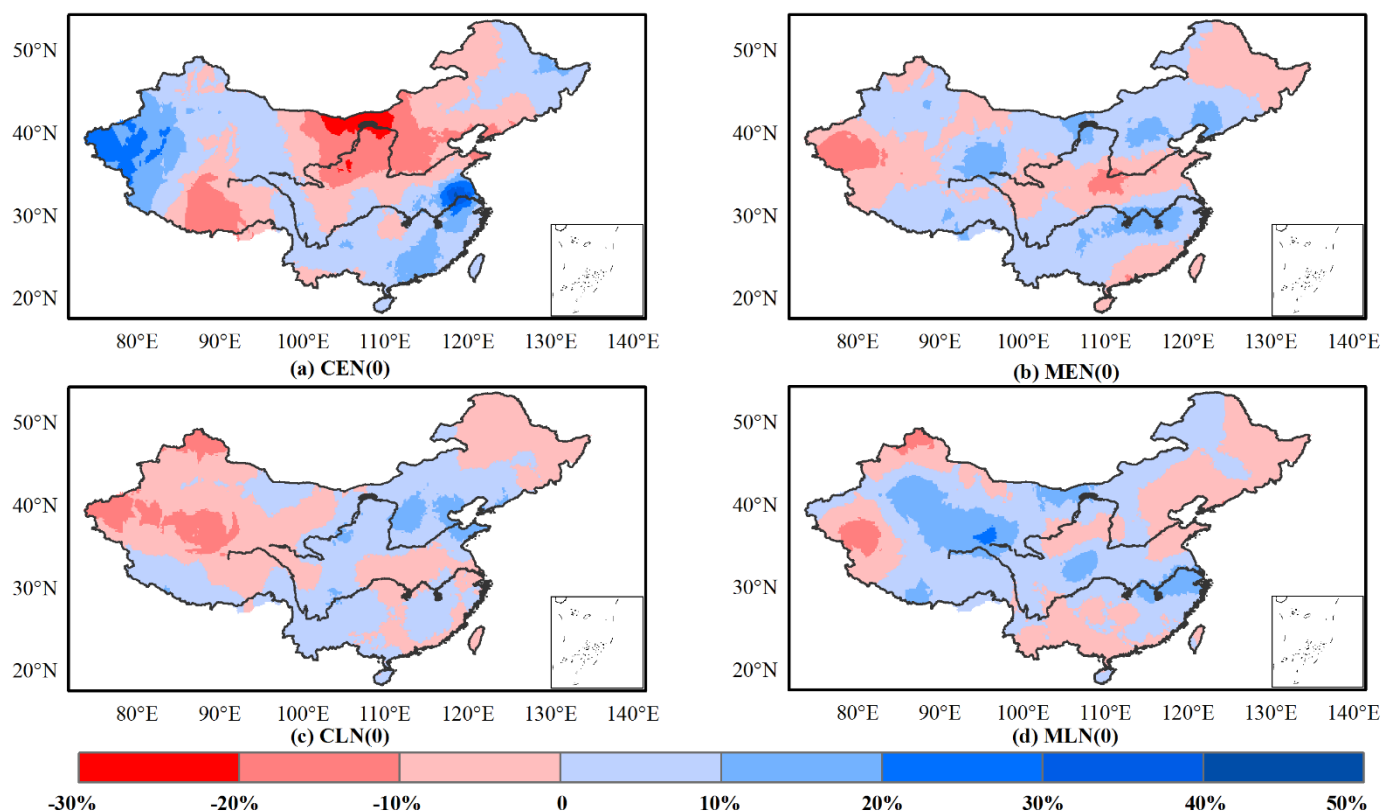 50°N
40°N
30°N
20°N
80°E 90°E 100°E 110°E 120°E 130°E 140°E
(a) CEN(0)
50°N
40°N
30°N
20°N
80°E 90°E 100°E 110°E 120°E 130°E 140°E
(b) MEN(0)
50°N
40°N
30°N
20°N
80°E 90°E 100°E 110°E 120°E 130°E 140°E
(c) CLN(0)
50°N
40°N
30°N
20°N
80°E 90°E 100°E 110°E 120°E 130°E 140°E
(d) MLN(0)
-30% -20% -10% 0 10% 20% 30% 40% 50%